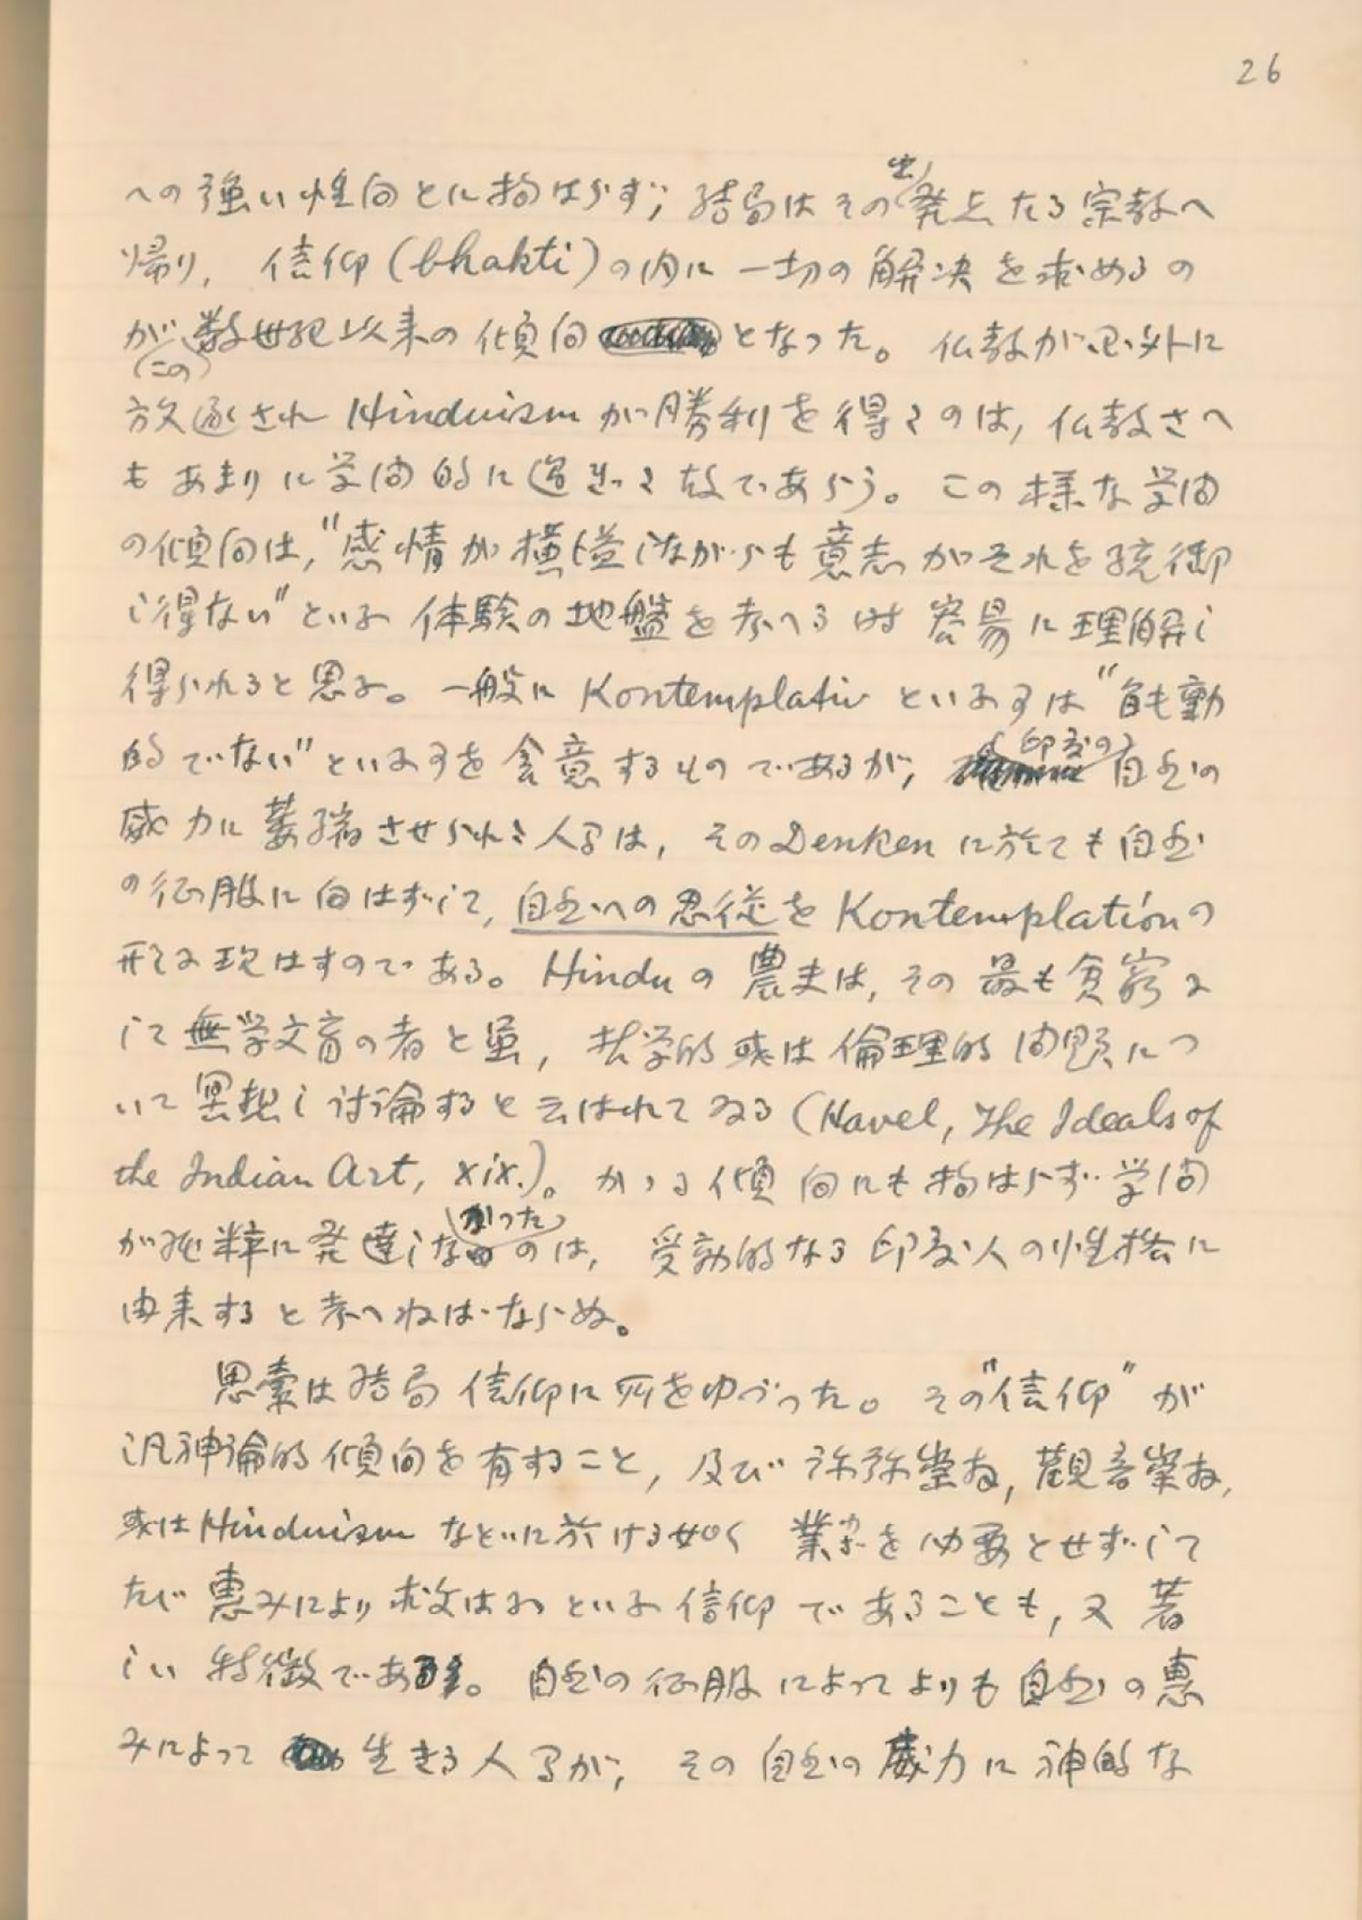 26
への強い性向とに拘はらず、結局はその出発点たる宗教へ
帰り、信仰(bhakti)の内に一切の解決を求めるの
が(この)数世紀以来の傾向となった。仏教が思外に
放逐され Hinduism が勝利を得たのは、仏教さへ
もあまりに学問的に過ぎた故であらう。この様な学問
の傾向は、"感情が横溢しながらも意志がそれを統御
し得ない"といふ体験の地盤を考へる時容易に理解し
得られると思ふ。一般に Kontemplativ といふ事は"能動
的でない"といふ事を含意するものであるが、印度の自然の
威力に萎縮させられた人間は、その Denken に於ても自然
の征服に向はずして、自然への忍従を Kontemplation の
形に現はすのである。Hindu の農夫は、その最も貧窮に
して無学文盲の者と虽、哲学的或は倫理的問題につ
いて冥想し討論すると云はれてゐる(Havel, The Ideals of
the Indian Art, xix.)。かゝる傾向にも拘はらず学問
が純粋に発達しなかったのは、受動的なる印度人の性格に
由来すると考へねばならぬ。
思索は結局信仰に所をゆづった。その"信仰"が
汎神論的傾向を有すること、及び弥弥崇拝、観音崇拝、
或は Hinduism などに於ける如く業力を必要とせずして
たゞ恵みにより救はるといふ信仰であることも、又著
しい特徴である。自然の征服によってよりも自然の恵
みによって生きる人間が、その自然の威力に神的な